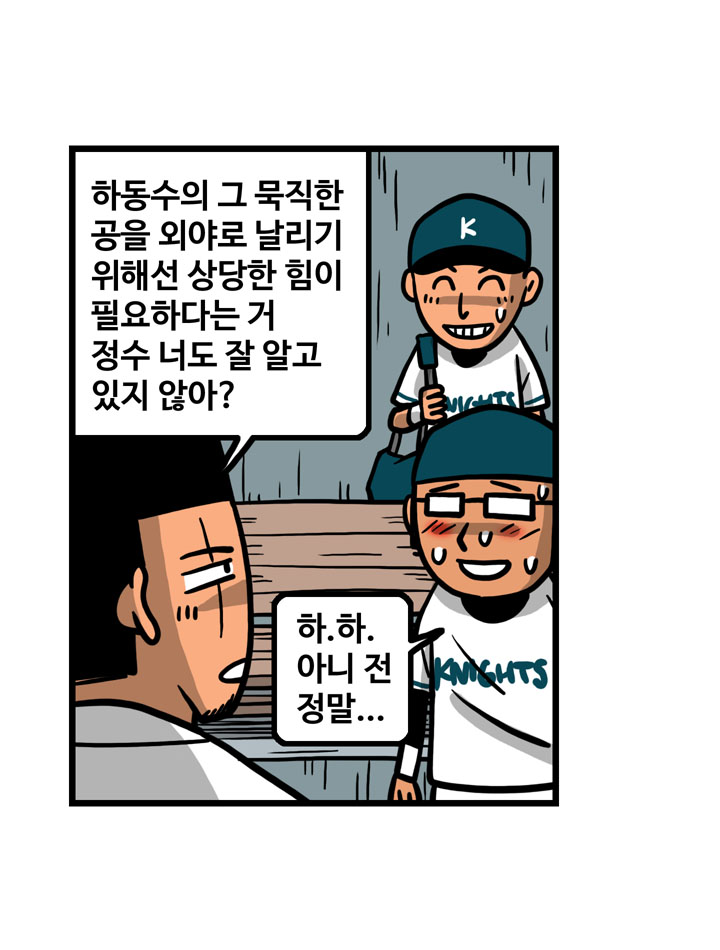 하동수의 그 묵직한
공을 외야로 날리기
위해선 상당한 힘이
필요하다는 거
정수 너도 잘 알고
있지 않아?
K
KNIGHTS
하.하.
아니 전
정말...
KNIGHTS